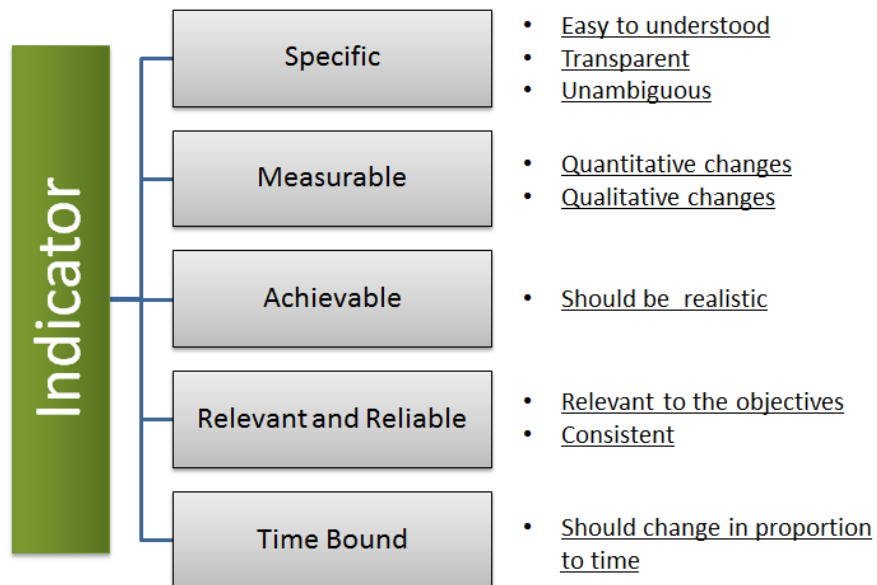 Indicator
Specific
• Easy to understood
• Transparent
• Unambiguous
Measurable
• Quantitative changes
• Qualitative changes
Achievable
• Should be realistic
Relevant and Reliable
• Relevant to the objectives
• Consistent
Time Bound
• Should change in proportion
to time